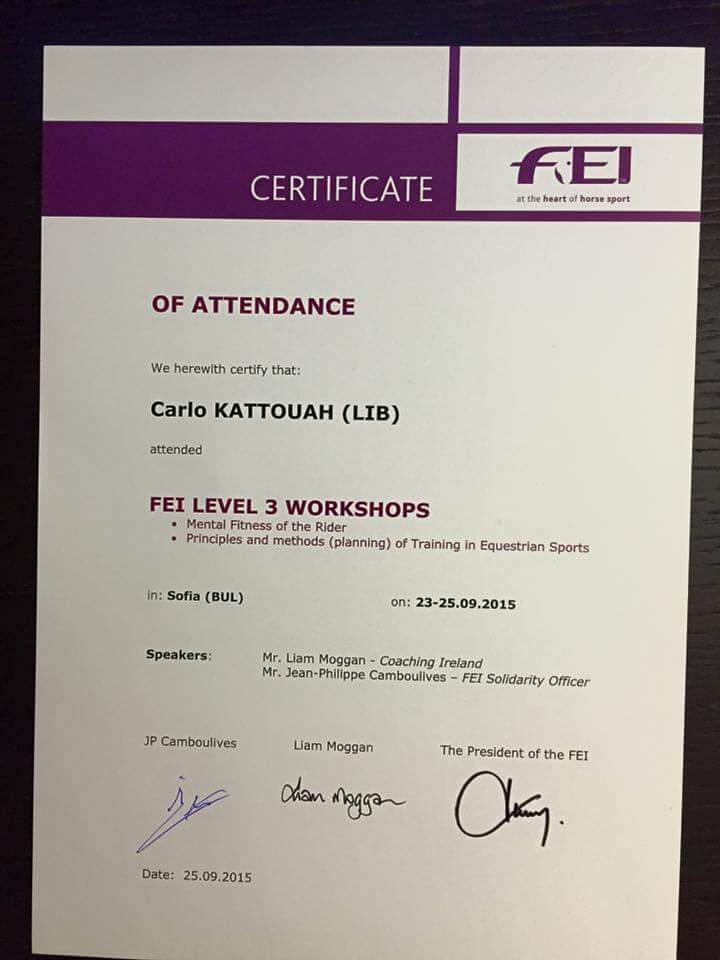 CERTIFICATE
FEI
at the heart of horse sport
OF ATTENDANCE
We herewith certify that:
Carlo KATTOUAH (LIB)
attended
FEI LEVEL 3 WORKSHOPS
• Mental Fitness of the Rider
• Principles and methods (planning) of Training in Equestrian Sports
in: Sofia (BUL) on: 23-25.09.2015
Speakers: Mr. Liam Moggan - Coaching Ireland
Mr. Jean-Philippe Camboulives – FEI Solidarity Officer
JP Camboulives Liam Moggan The President of the FEI
Liam Moggan
Date: 25.09.2015